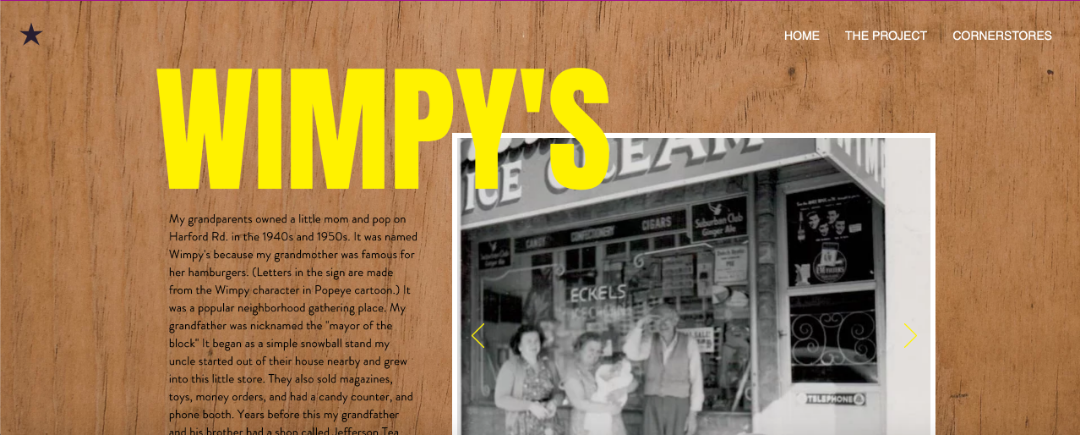 HOME THE PROJECT CORNERSTORES
WIMPY'S
My grandparents owned a little mom and pop on
Harford Rd. in the 1940s and 1950s. It was named
Wimpy's because my grandmother was famous for
her hamburgers. (Letters in the sign are made
from the Wimpy character in Popeye cartoon.) It
was a popular neighborhood gathering place. My
grandfather was nicknamed the "mayor of the
block" It began as a simple snowball stand my
uncle started out of their house nearby and grew
into this little store. They also sold magazines,
toys, money orders, and had a candy counter, and
phone booth. Years before this my grandfather
and his brother had a shop called Jefferson Tea
ICE CREAM
WIM
CANDY CONFECTIONERY CIGARS
Suburban Club
Ginger Ale
Suburban Club
Ginger Ale
ECKELS
SALE
TELEPHONE